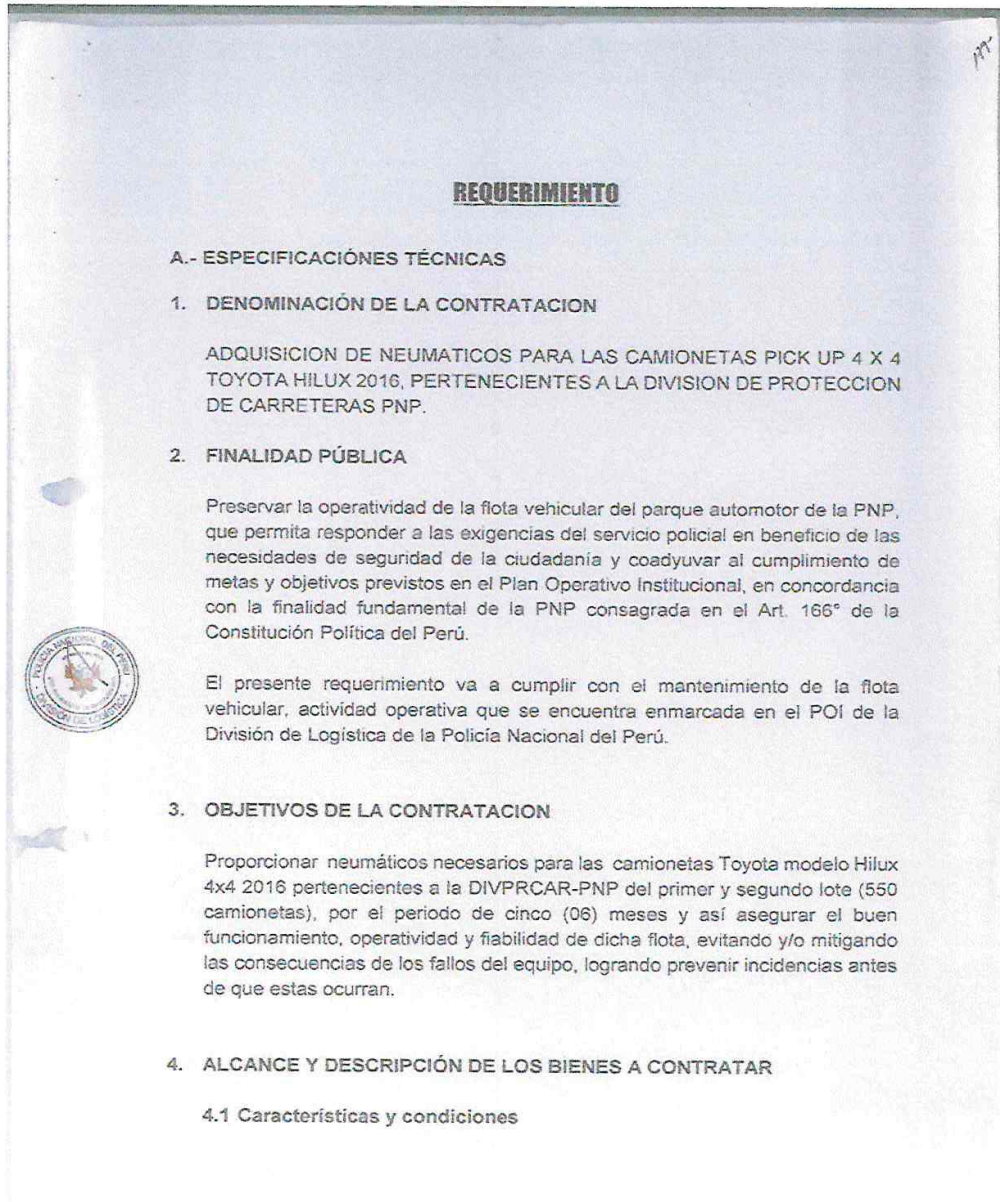 REQUERIMIENTO
A.- ESPECIFICACIÓNES TÉCNICAS
1. DENOMINACIÓN DE LA CONTRATACION
ADQUISICION DE NEUMATICOS PARA LAS CAMIONETAS PICK UP 4 X 4
TOYOTA HILUX 2016, PERTENECIENTES A LA DIVISION DE PROTECCION
DE CARRETERAS PNP.
2. FINALIDAD PÚBLICA
Preservar la operatividad de la flota vehicular del parque automotor de la PNP,
que permita responder a las exigencias del servicio policial en beneficio de las
necesidades de seguridad de la ciudadanía y coadyuvar al cumplimiento de
metas y objetivos previstos en el Plan Operativo Institucional, en concordancia
con la finalidad fundamental de la PNP consagrada en el Art. 166° de la
Constitución Política del Perú.
POLICÍA NACIONAL DEL PERÚ
DIVISIÓN DE LOGÍSTICA
El presente requerimiento va a cumplir con el mantenimiento de la flota
vehicular, actividad operativa que se encuentra enmarcada en el POI de la
División de Logística de la Policía Nacional del Perú.
3. OBJETIVOS DE LA CONTRATACION
Proporcionar neumáticos necesarios para las camionetas Toyota modelo Hilux
4x4 2016 pertenecientes a la DIVPRCAR-PNP del primer y segundo lote (550
camionetas), por el periodo de cinco (06) meses y así asegurar el buen
funcionamiento, operatividad y fiabilidad de dicha flota, evitando y/o mitigando
las consecuencias de los fallos del equipo, logrando prevenir incidencias antes
de que estas ocurran.
4. ALCANCE Y DESCRIPCIÓN DE LOS BIENES A CONTRATAR
4.1 Características y condiciones